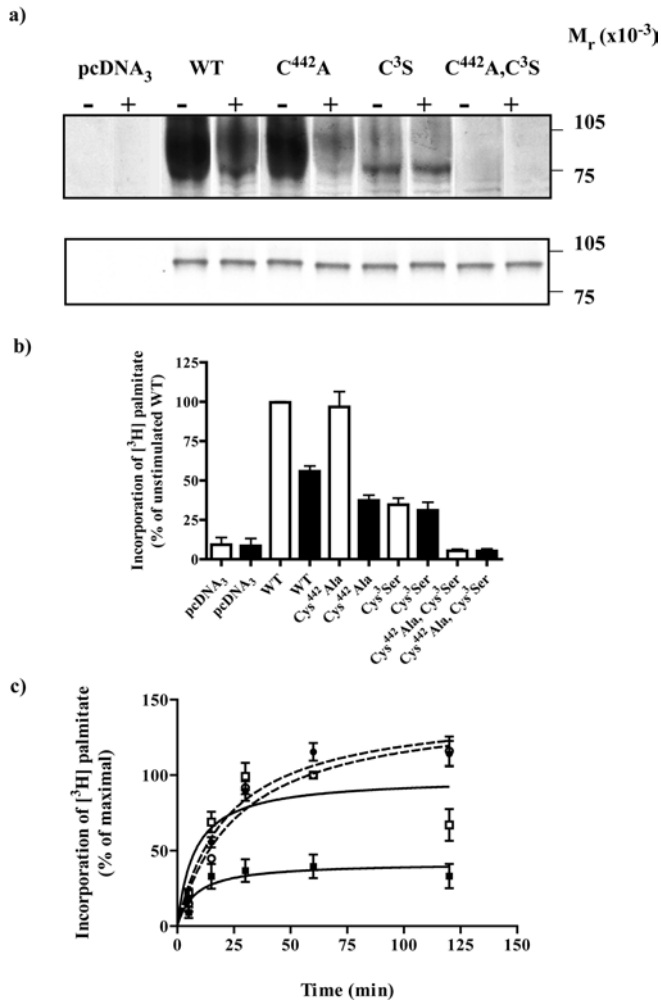 a)
Mᵣ (x10⁻³)
pcDNA₃ WT C⁴⁴²A C³S C⁴⁴²A,C³S
- + - + - + - + - +
105
75
105
75
b)
Incorporation of [³H] palmitate
(% of unstimulated WT)
125
100
75
50
25
0
pcDNA₃
pcDNA₃
WT
WT
Cys⁴⁴²Ala
Cys⁴⁴²Ala
Cys³Ser
Cys³Ser
Cys⁴⁴²Ala, Cys³Ser
Cys⁴⁴²Ala, Cys³Ser
c)
Incorporation of [³H] palmitate
(% of maximal)
150
100
50
0
0 25 50 75 100 125
Time (min)